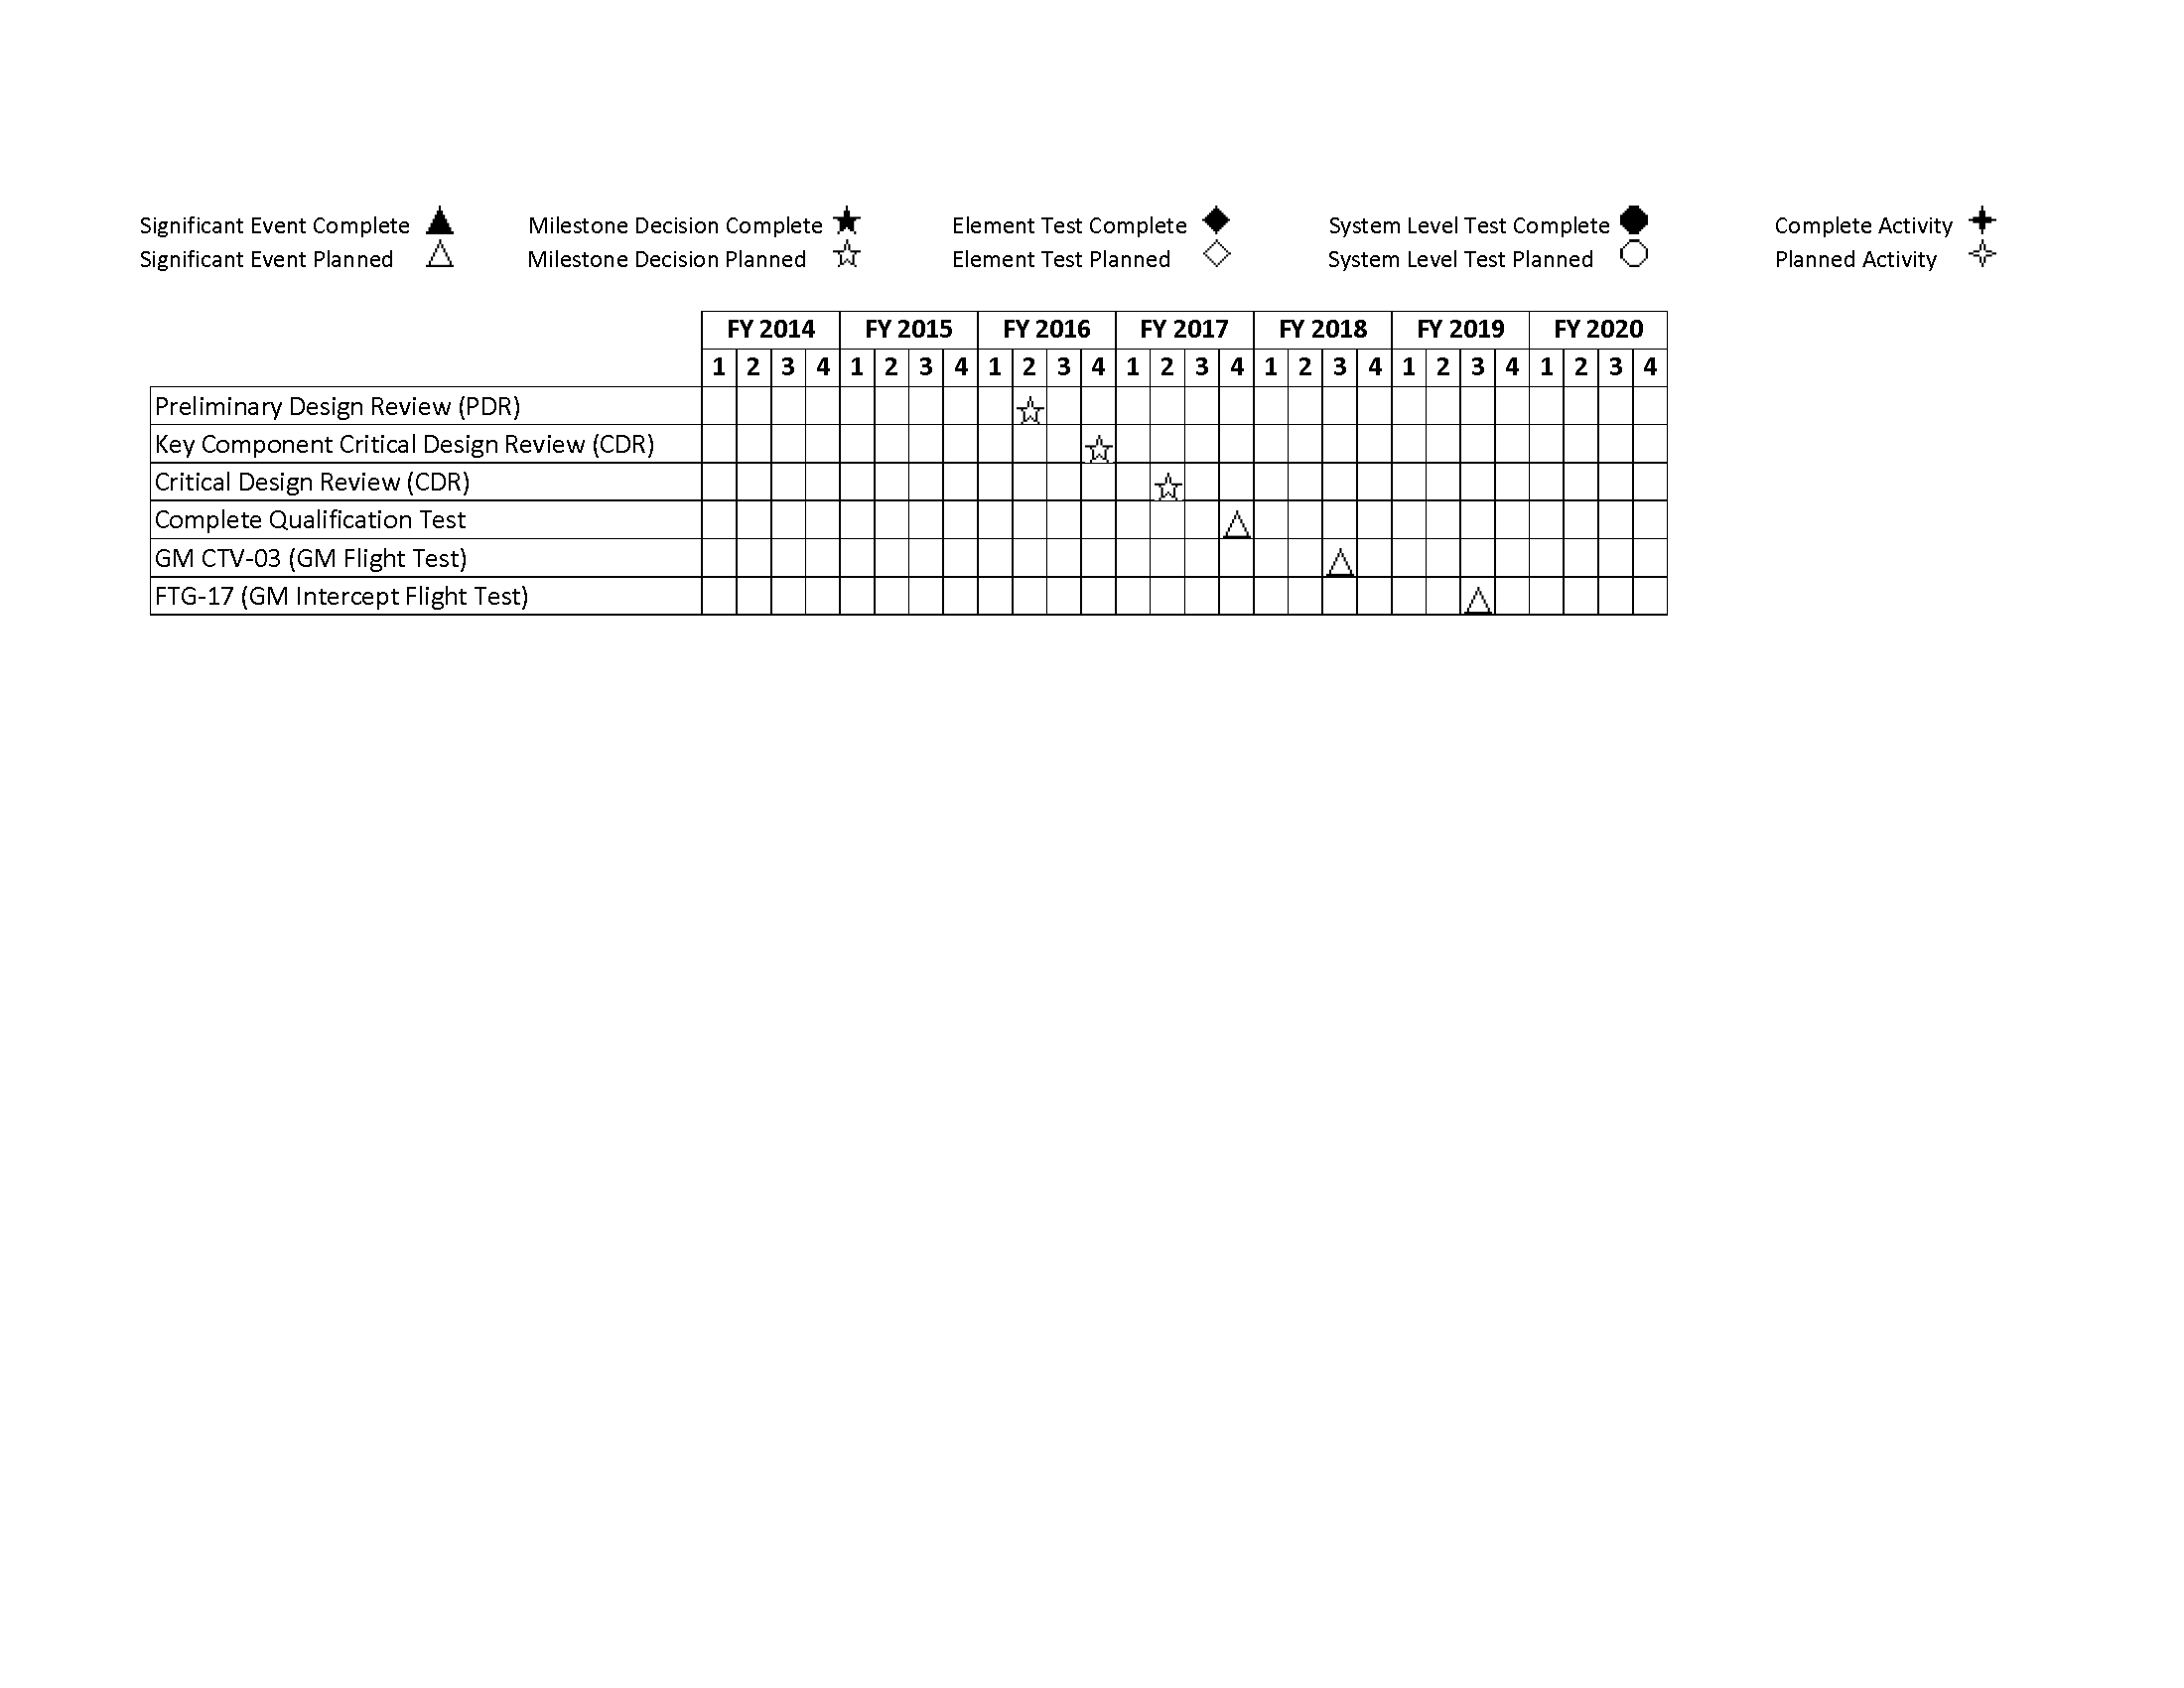 Significant Event Complete Milestone Decision Complete Element Test Complete System Level Test Complete Complete Activity
Significant Event Planned Milestone Decision Planned Element Test Planned System Level Test Planned Planned Activity
FY 2014 FY 2015 FY 2016 FY 2017 FY 2018 FY 2019 FY 2020
1 2 3 4 1 2 3 4 1 2 3 4 1 2 3 4 1 2 3 4 1 2 3 4 1 2 3 4
Preliminary Design Review (PDR)
Key Component Critical Design Review (CDR)
Critical Design Review (CDR)
Complete Qualification Test
GM CTV-03 (GM Flight Test)
FTG-17 (GM Intercept Flight Test)